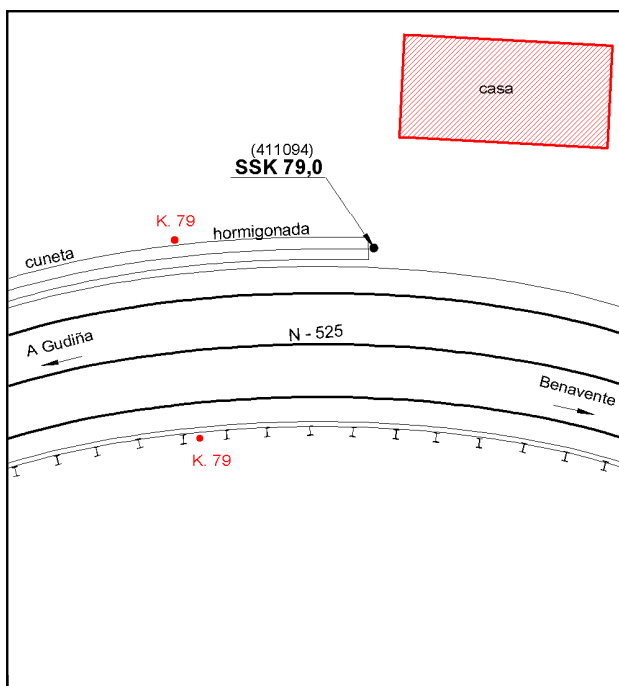 casa
(411094)
SSK 79,0
K. 79
cuneta hormigonada
N - 525
A Gudiña
Benavente
K. 79